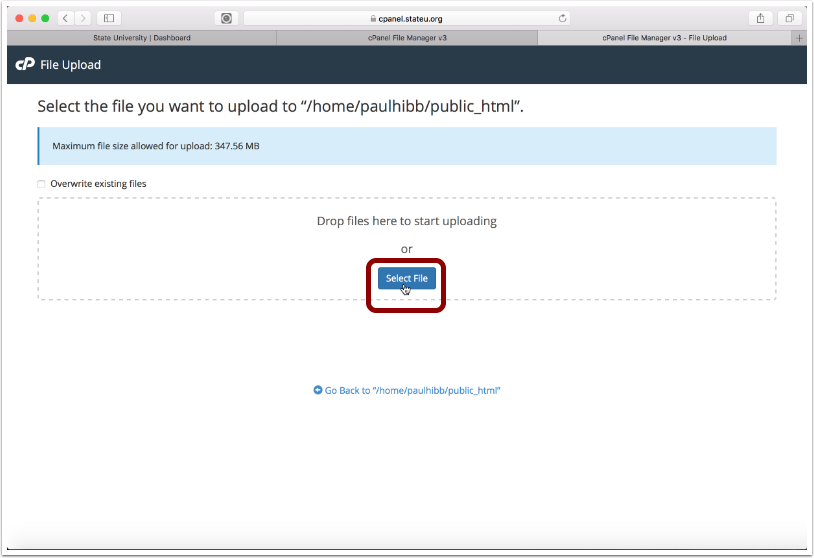 cpanel.stateu.org
State University | Dashboard
cPanel File Manager v3
cPanel File Manager v3 - File Upload
cP File Upload
Select the file you want to upload to “/home/paulhibb/public_html”.
Maximum file size allowed for upload: 347.56 MB
Overwrite existing files
Drop files here to start uploading
or
Select File
Go Back to “/home/paulhibb/public_html”